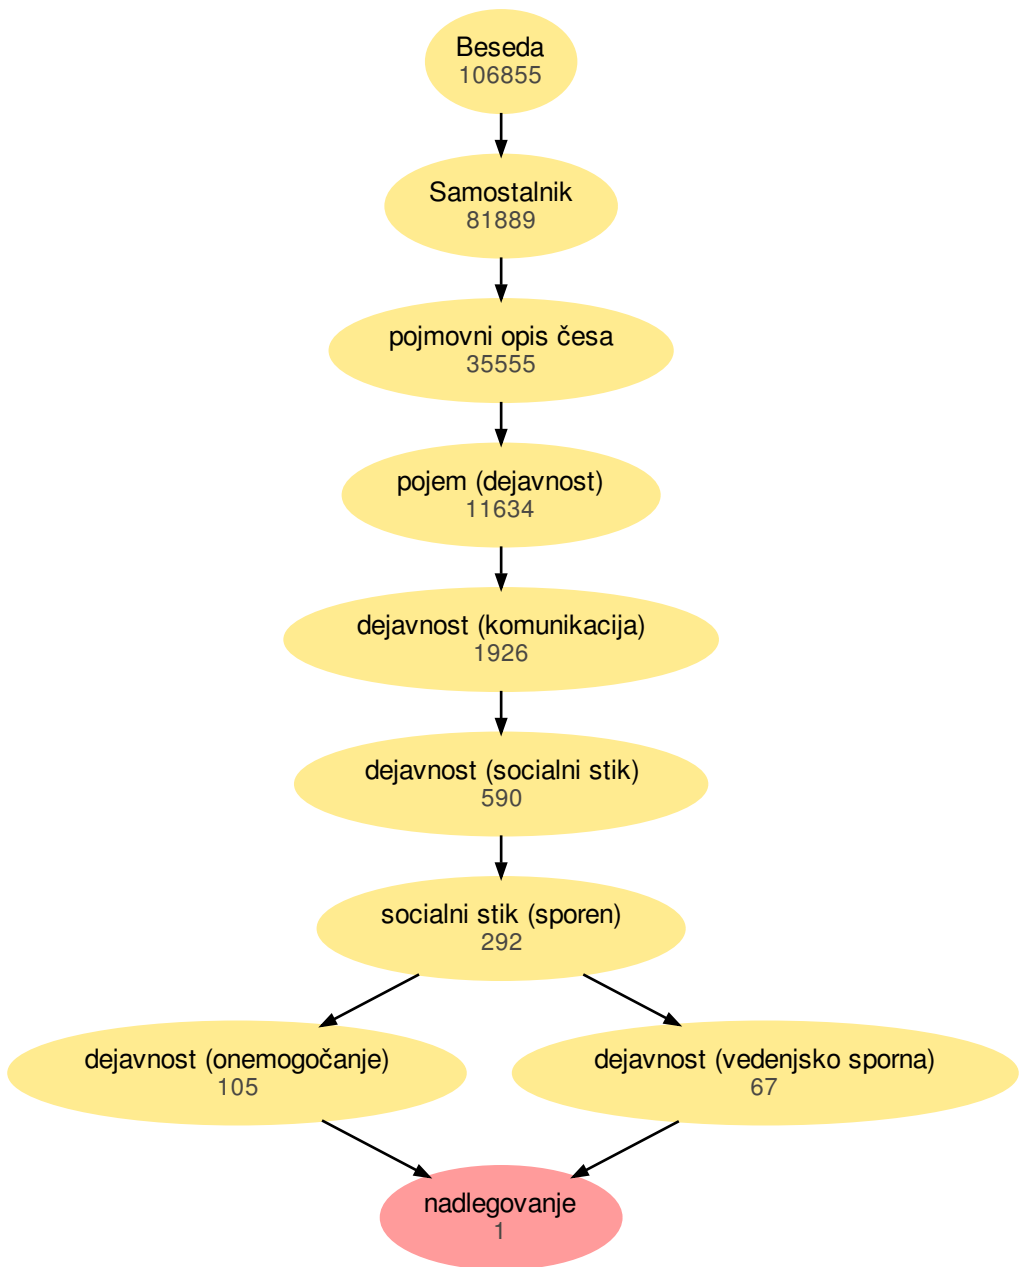 Beseda
106855
Samostalnik
81889
pojmovni opis česa
35555
pojem (dejavnost)
11634
dejavnost (komunikacija)
1926
dejavnost (socialni stik)
590
socialni stik (sporen)
292
dejavnost (onemogočanje)
105
dejavnost (vedenjsko sporna)
67
nadlegovanje
1